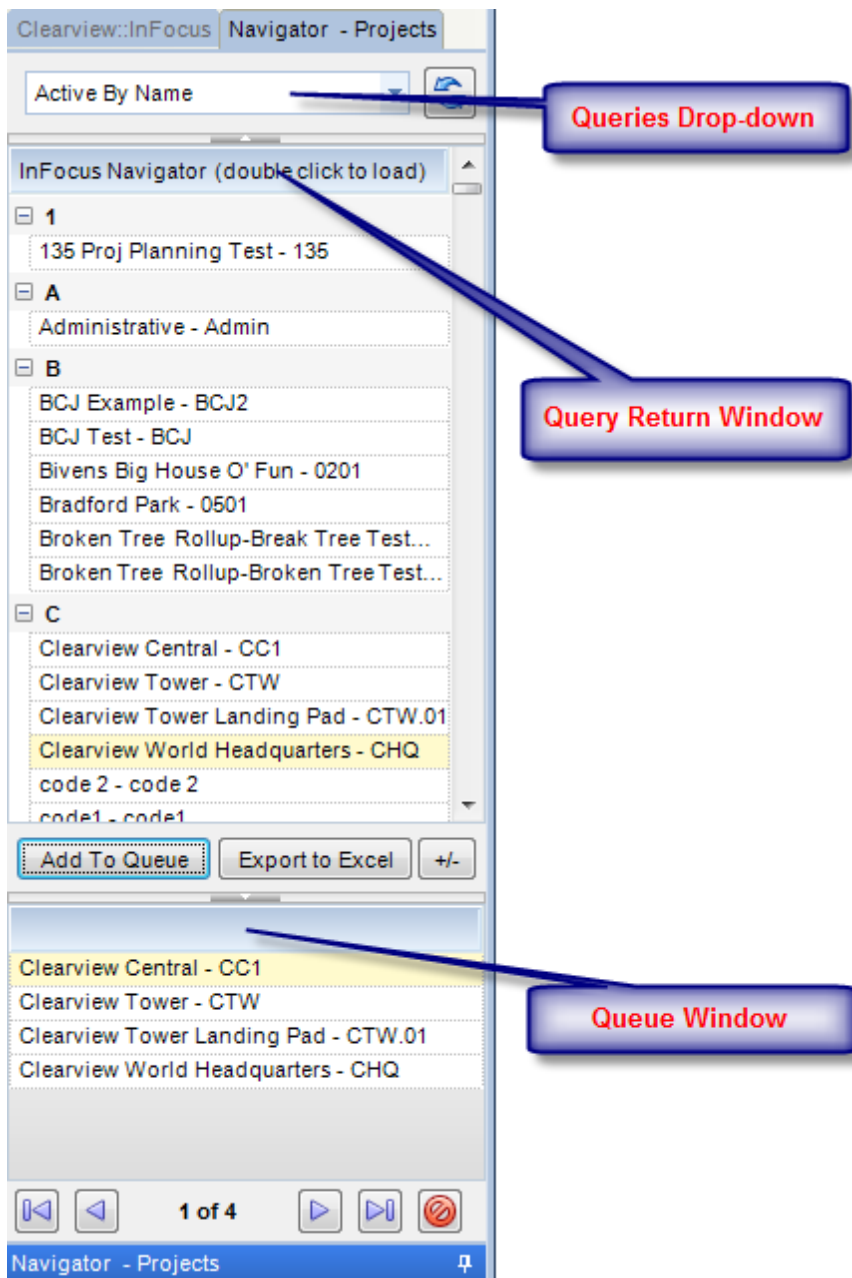 Clearview::InFocus Navigator - Projects
Active By Name
Queries Drop-down
InFocus Navigator (double click to load)
1
135 Proj Planning Test - 135
A
Administrative - Admin
B
BCJ Example - BCJ2
BCJ Test - BCJ
Query Return Window
Bivens Big House O' Fun - 0201
Bradford Park - 0501
Broken Tree Rollup-Break Tree Test...
Broken Tree Rollup-Broken Tree Test...
C
Clearview Central - CC1
Clearview Tower - CTW
Clearview Tower Landing Pad - CTW.01
Clearview World Headquarters - CHQ
code 2 - code 2
code1 - code1
Add To Queue Export to Excel +/-
Clearview Central - CC1
Clearview Tower - CTW
Queue Window
Clearview Tower Landing Pad - CTW.01
Clearview World Headquarters - CHQ
1 of 4
Navigator - Projects